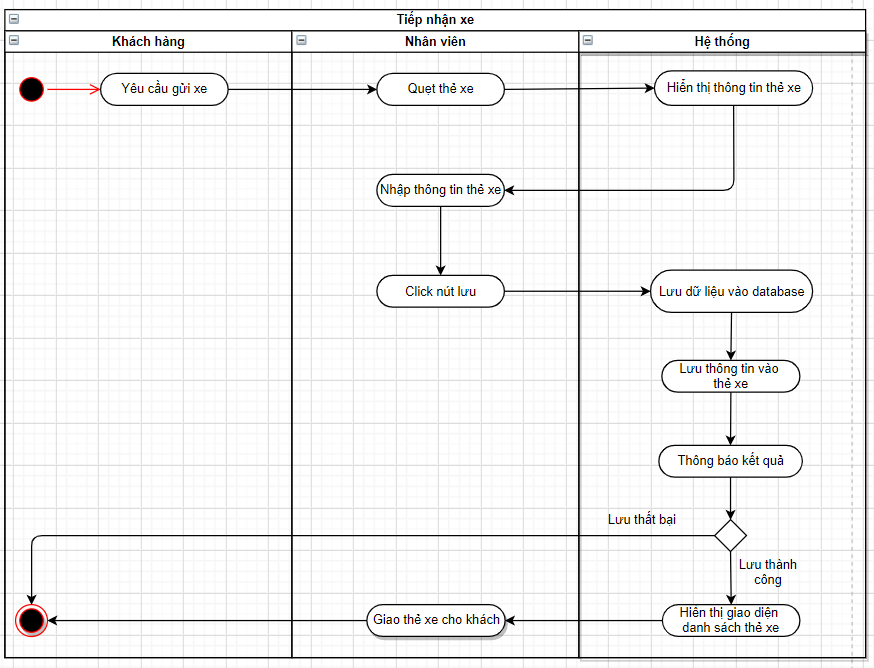 Tiếp nhận xe
Khách hàng
Nhân viên
Hệ thống
Yêu cầu gửi xe
Quẹt thẻ xe
Hiển thị thông tin thẻ xe
Nhập thông tin thẻ xe
Click nút lưu
Lưu dữ liệu vào database
Lưu thông tin vào
thẻ xe
Thông báo kết quả
Lưu thất bại
Lưu thành
công
Giao thẻ xe cho khách
Hiên thị giao diện
danh sách thẻ xe